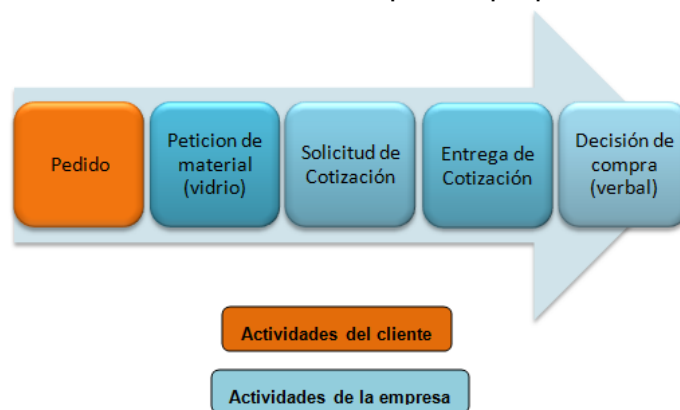 Pedido
Peticion de
material
(vidrio)
Solicitud de
Cotización
Entrega de
Cotización
Decisión de
compra
(verbal)
Actividades del cliente
Actividades de la empresa